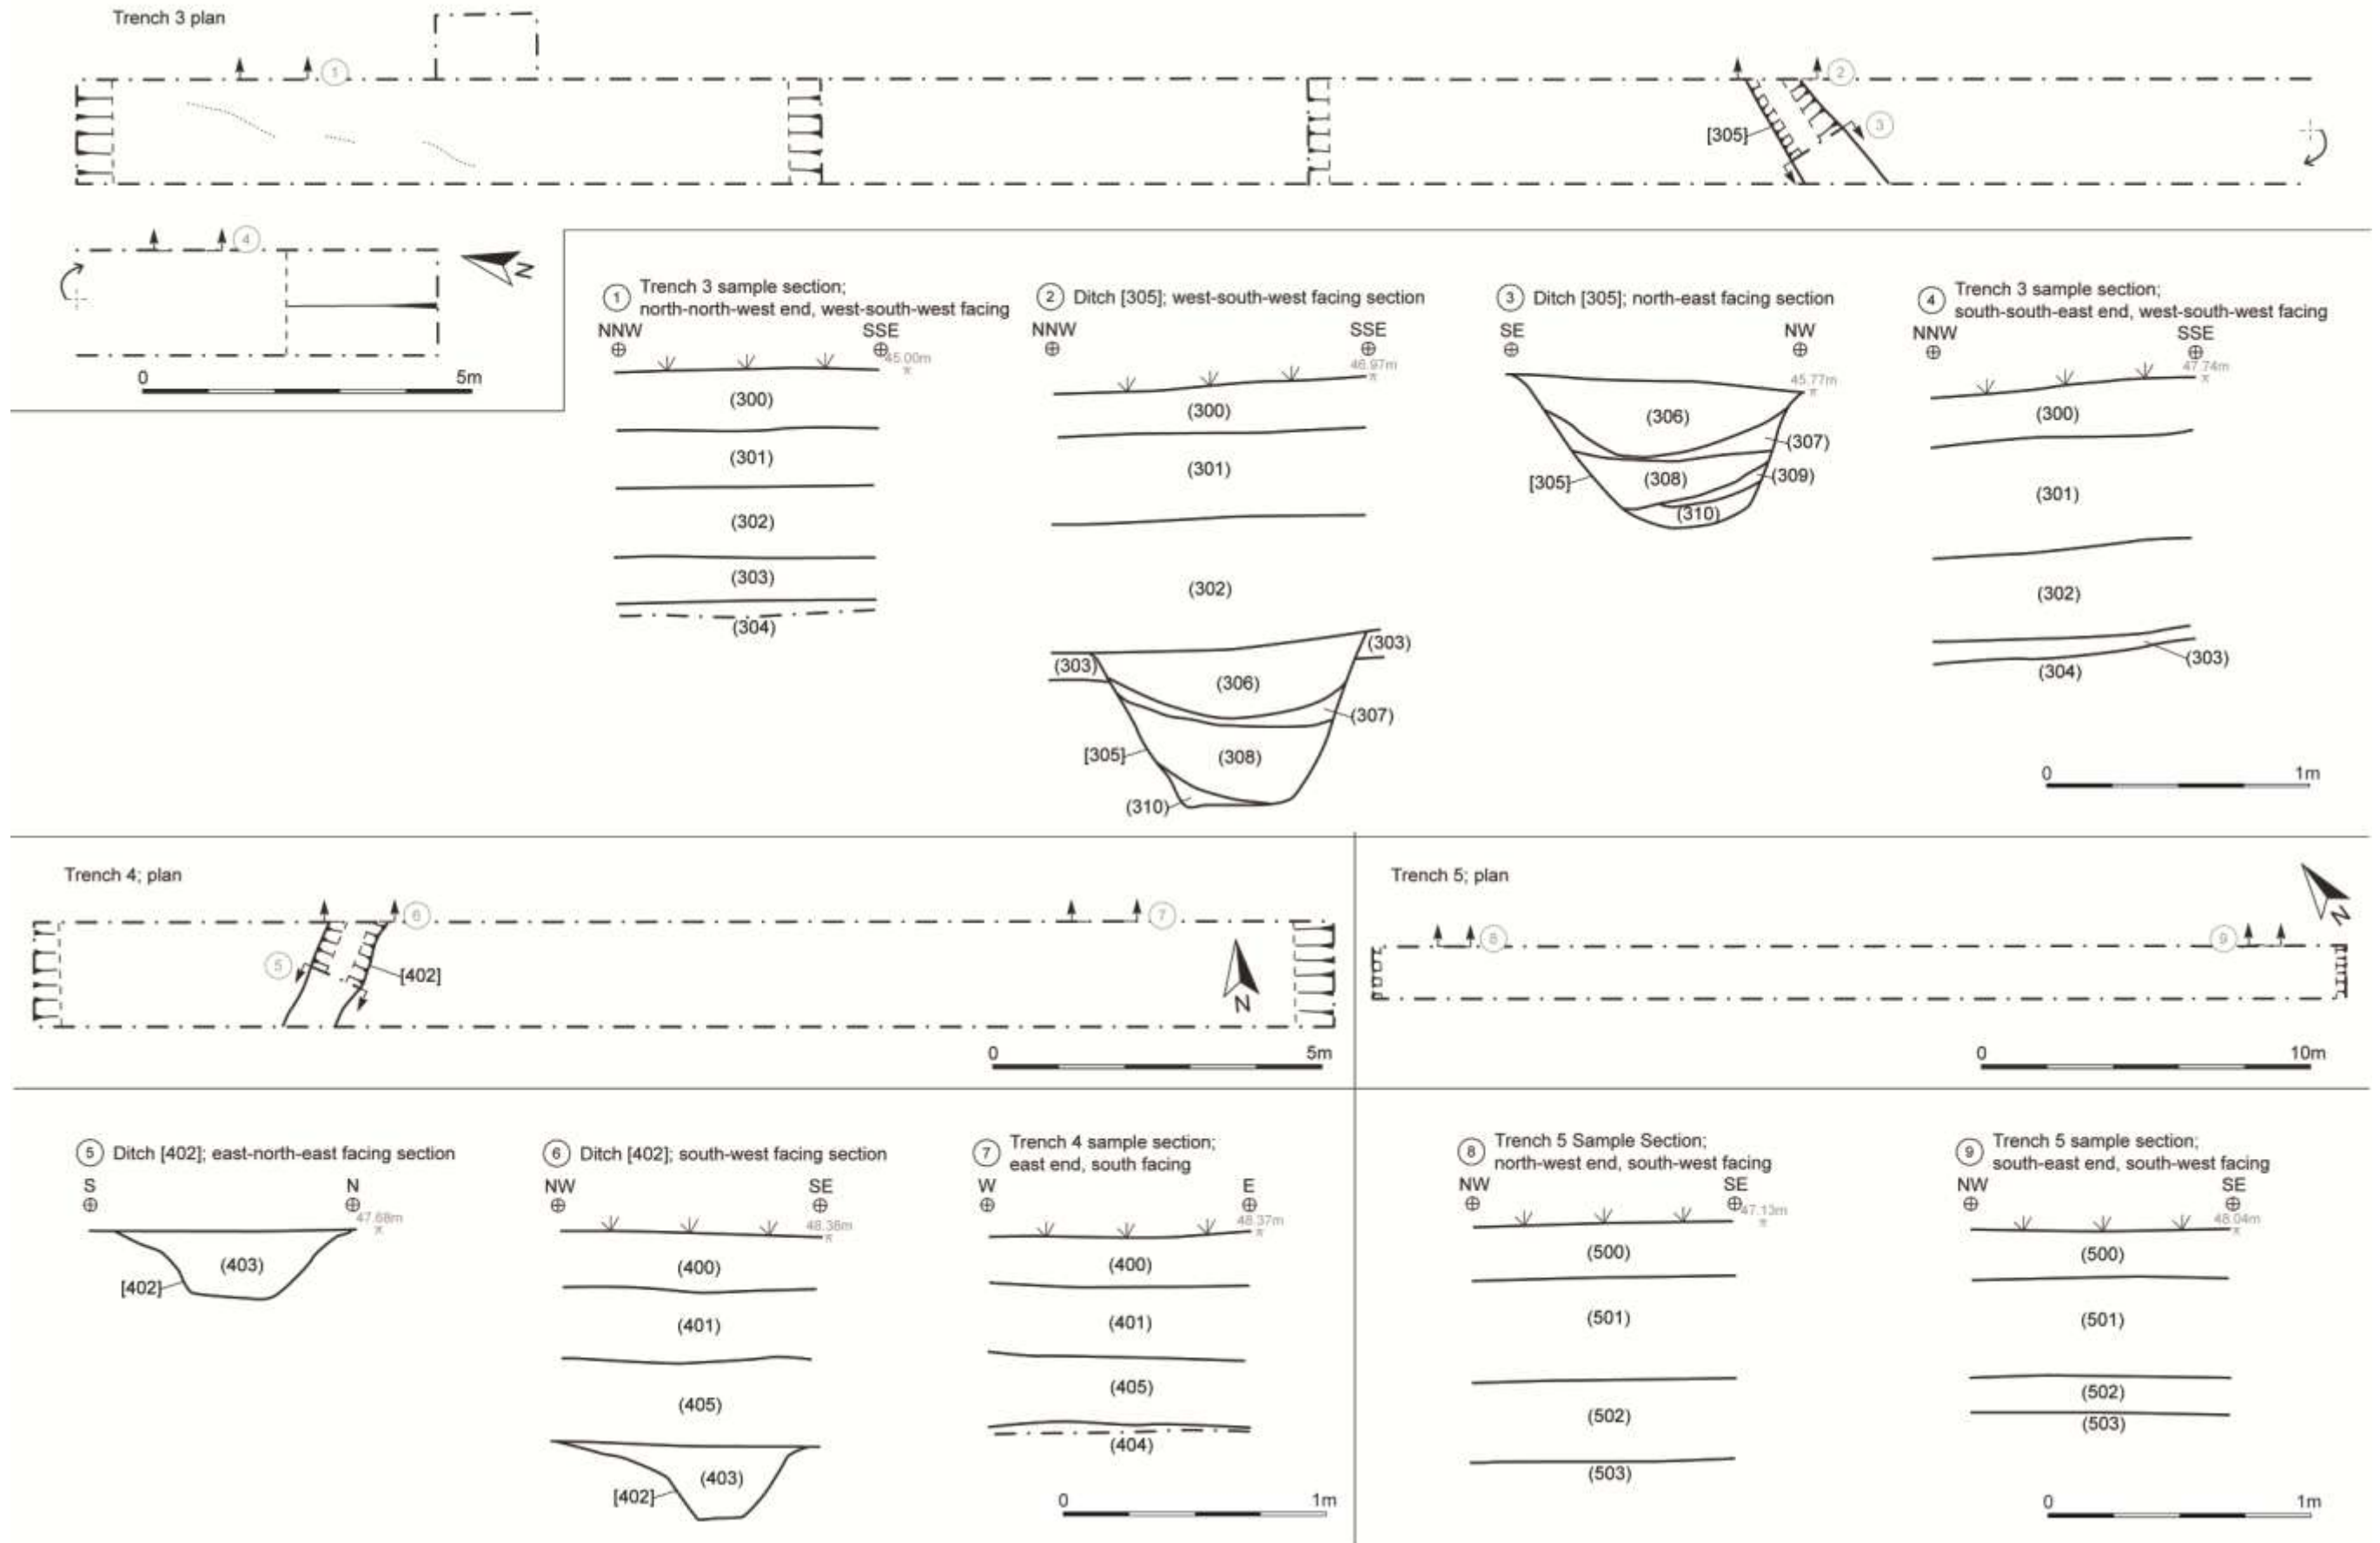 Trench 3 plan
1
2
3
[305]
4
N
0 5m
1 Trench 3 sample section;
north-north-west end, west-south-west facing
NNW SSE
45.00m
(300)
(301)
(302)
(303)
(304)
2 Ditch [305]; west-south-west facing section
NNW SSE
46.97m
(300)
(301)
(302)
(303)
(303)
(306)
(307)
[305]
(308)
(310)
3 Ditch [305]; north-east facing section
SE NW
45.77m
(306)
(307)
(308)
(309)
[305]
(310)
4 Trench 3 sample section;
south-south-east end, west-south-west facing
NNW SSE
47.74m
(300)
(301)
(302)
(303)
(304)
0 1m
Trench 4; plan
5
6
[402]
7
N
0 5m
Trench 5; plan
8
9
N
0 10m
5 Ditch [402]; east-north-east facing section
S N
47.68m
(403)
[402]
6 Ditch [402]; south-west facing section
NW SE
48.38m
(400)
(401)
(405)
(403)
[402]
7 Trench 4 sample section;
east end, south facing
W E
48.37m
(400)
(401)
(405)
(404)
0 1m
8 Trench 5 Sample Section;
north-west end, south-west facing
NW SE
47.13m
(500)
(501)
(502)
(503)
9 Trench 5 sample section;
south-east end, south-west facing
NW SE
48.04m
(500)
(501)
(502)
(503)
0 1m